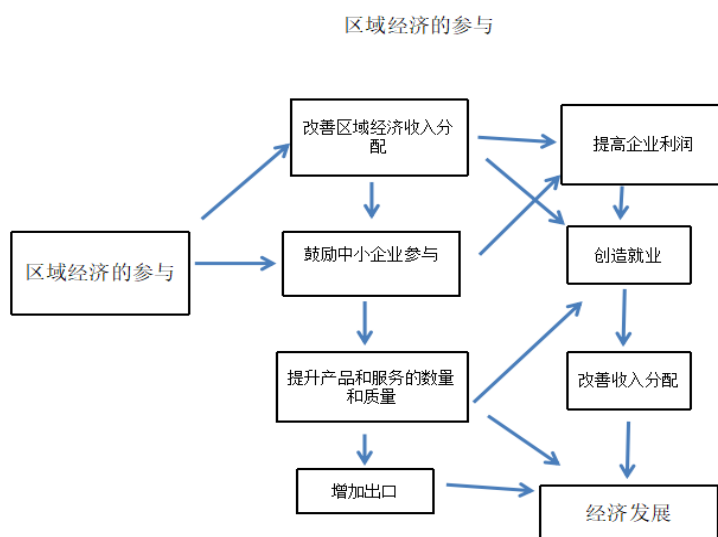 区域经济的参与
改善区域经济收入分
配
提高企业利润
区域经济的参与
鼓励中小企业参与
创造就业
提升产品和服务的数量
和质量
改善收入分配
增加出口
经济发展